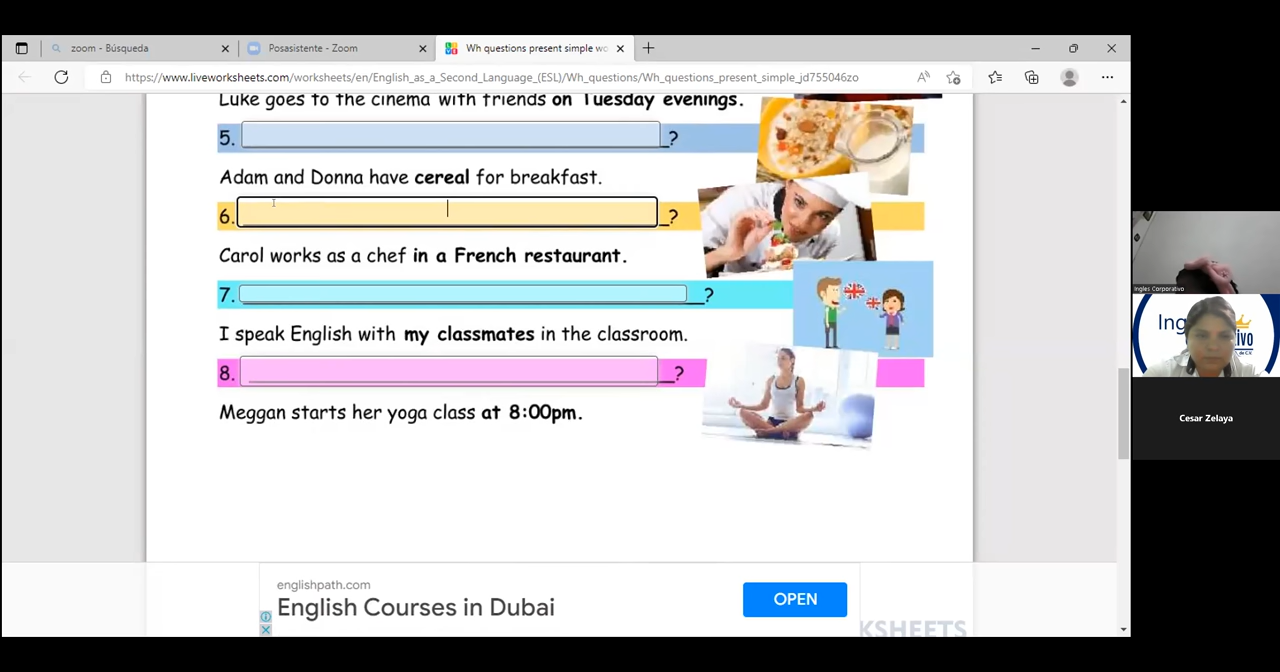 zoom - Búsqueda
Posasistente - Zoom
Wh questions present simple wo
https://www.liveworksheets.com/worksheets/en/English_as_a_Second_Language_(ESL)/Wh_questions/Wh_questions_present_simple_jd755046zo
Luke goes to the cinema with friends on Tuesday evenings.
5. ?
Adam and Donna have cereal for breakfast.
6. ?
Carol works as a chef in a French restaurant.
7. ?
I speak English with my classmates in the classroom.
8. ?
Meggan starts her yoga class at 8:00pm.
englishpath.com
English Courses in Dubai
OPEN
KSHEETS
Ingles Corporativo
Ing
ivo
Cesar Zelaya